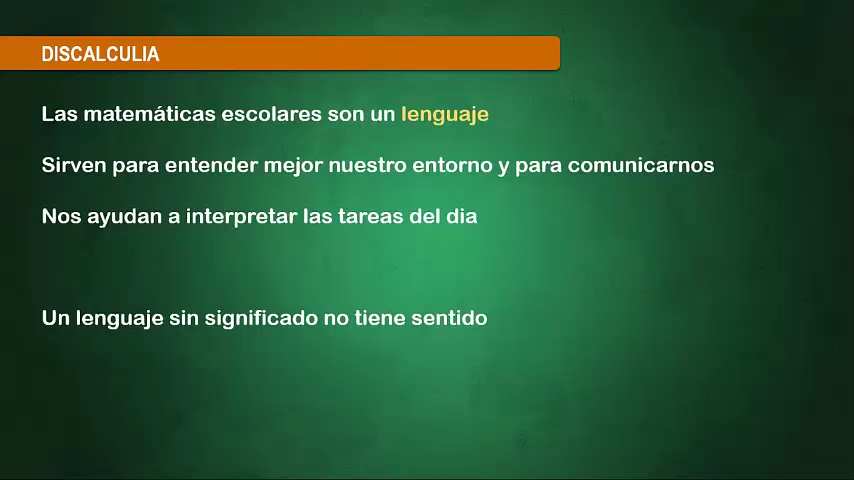 DISCALCULIA
Las matemáticas escolares son un lenguaje
Sirven para entender mejor nuestro entorno y para comunicarnos
Nos ayudan a interpretar las tareas del dia
Un lenguaje sin significado no tiene sentido